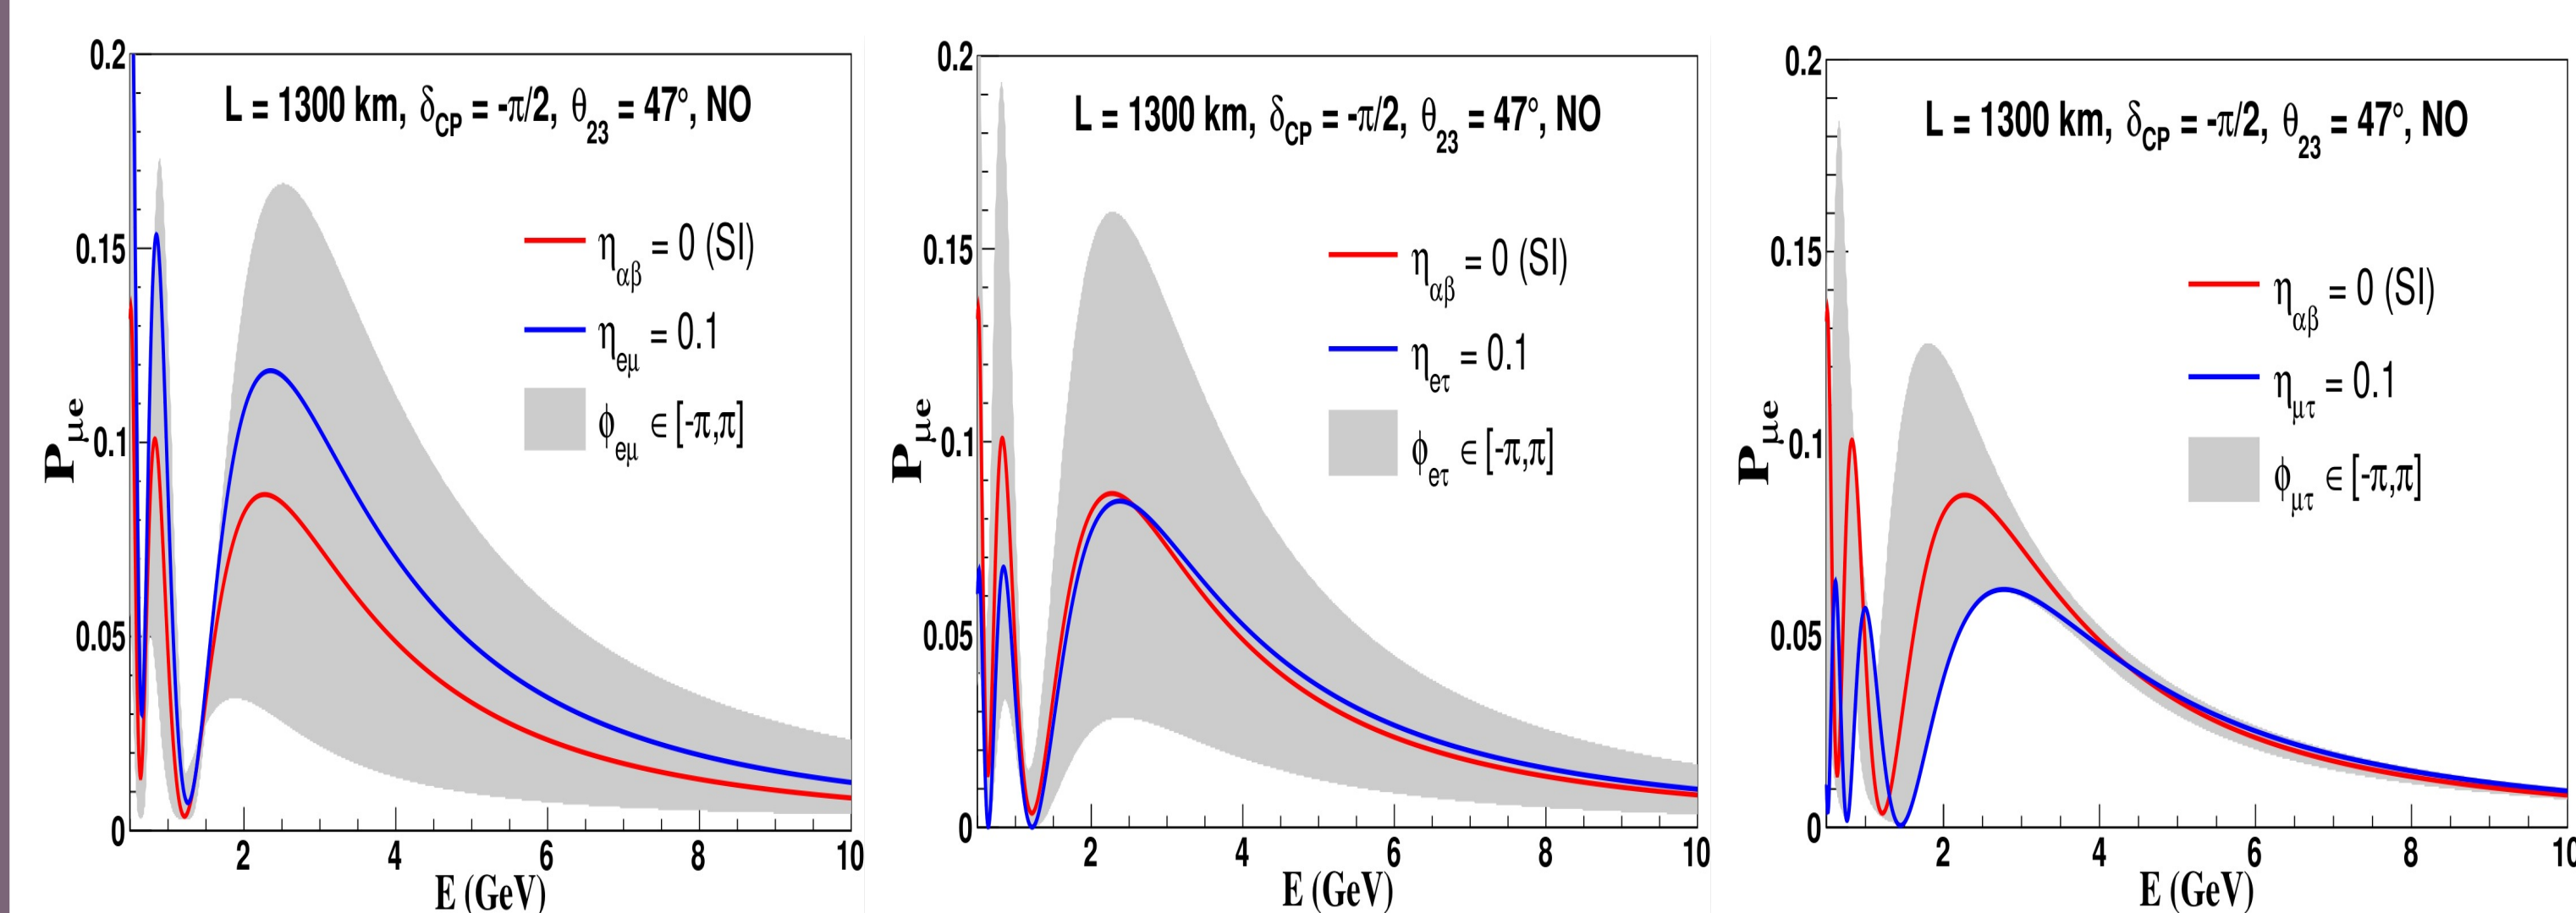 0.2
L = 1300 km, δCP = -π/2, θ23 = 47°, NO
0.15
ηαβ = 0 (SI)
ηeμ = 0.1
0.1
ϕeμ ∈ [-π,π]
Pμe
0.05
0
2 4 6 8 10
E (GeV)
0.2
L = 1300 km, δCP = -π/2, θ23 = 47°, NO
0.15
ηαβ = 0 (SI)
ηeτ = 0.1
0.1
ϕeτ ∈ [-π,π]
Pμe
0.05
0
2 4 6 8 10
E (GeV)
0.2
L = 1300 km, δCP = -π/2, θ23 = 47°, NO
0.15
ηαβ = 0 (SI)
ημτ = 0.1
0.1
ϕμτ ∈ [-π,π]
Pμe
0.05
0
2 4 6 8 10
E (GeV)